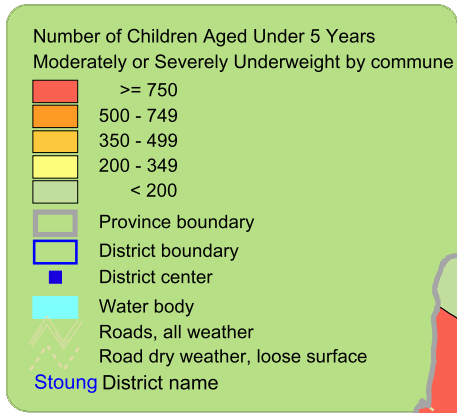 Number of Children Aged Under 5 Years
Moderately or Severely Underweight by commune
>= 750
500 - 749
350 - 499
200 - 349
< 200
Province boundary
District boundary
District center
Water body
Roads, all weather
Road dry weather, loose surface
Stoung District name